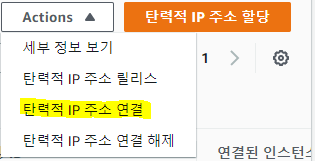 Actions ▲
탄력적 IP 주소 할당
세부 정보 보기
1
탄력적 IP 주소 릴리스
탄력적 IP 주소 연결
탄력적 IP 주소 연결 해제
연결된 인스턴스